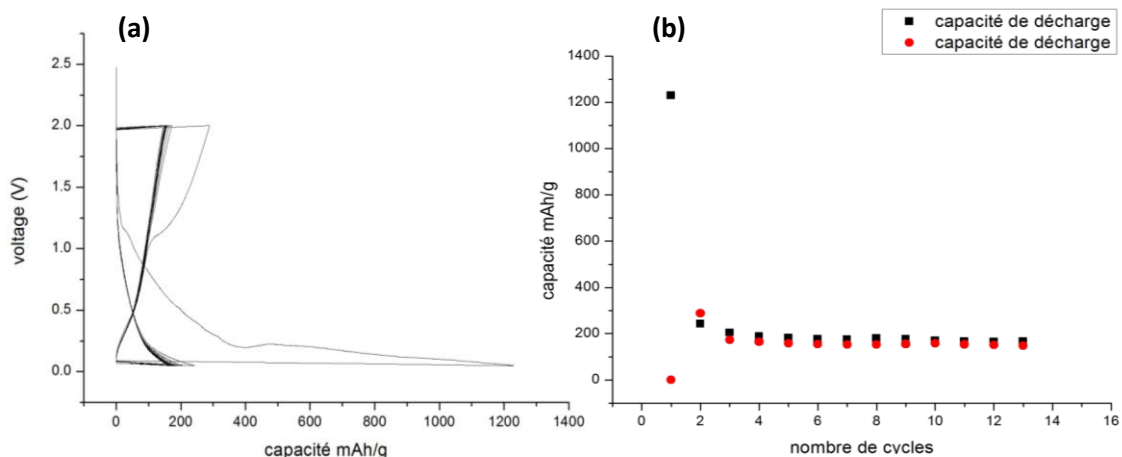 (a)
2.5
2.0
1.5
1.0
0.5
0.0
voltage (V)
0 200 400 600 800 1000 1200 1400
capacité mAh/g
(b)
capacité de décharge
capacité de décharge
1400
1200
1000
800
600
400
200
0
capacité mAh/g
0 2 4 6 8 10 12 14 16
nombre de cycles